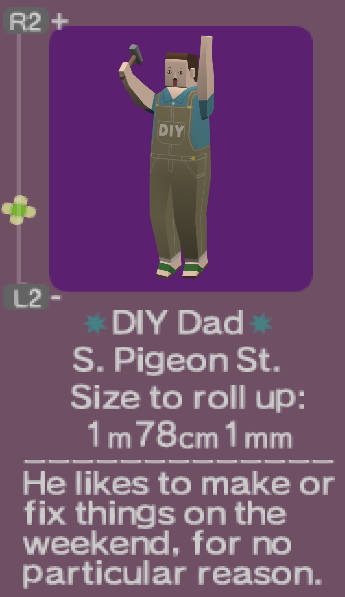 R2 +
DIY
L2 -
DIY Dad
S. Pigeon St.
Size to roll up:
1m78cm1mm
He likes to make or
fix things on the
weekend, for no
particular reason.